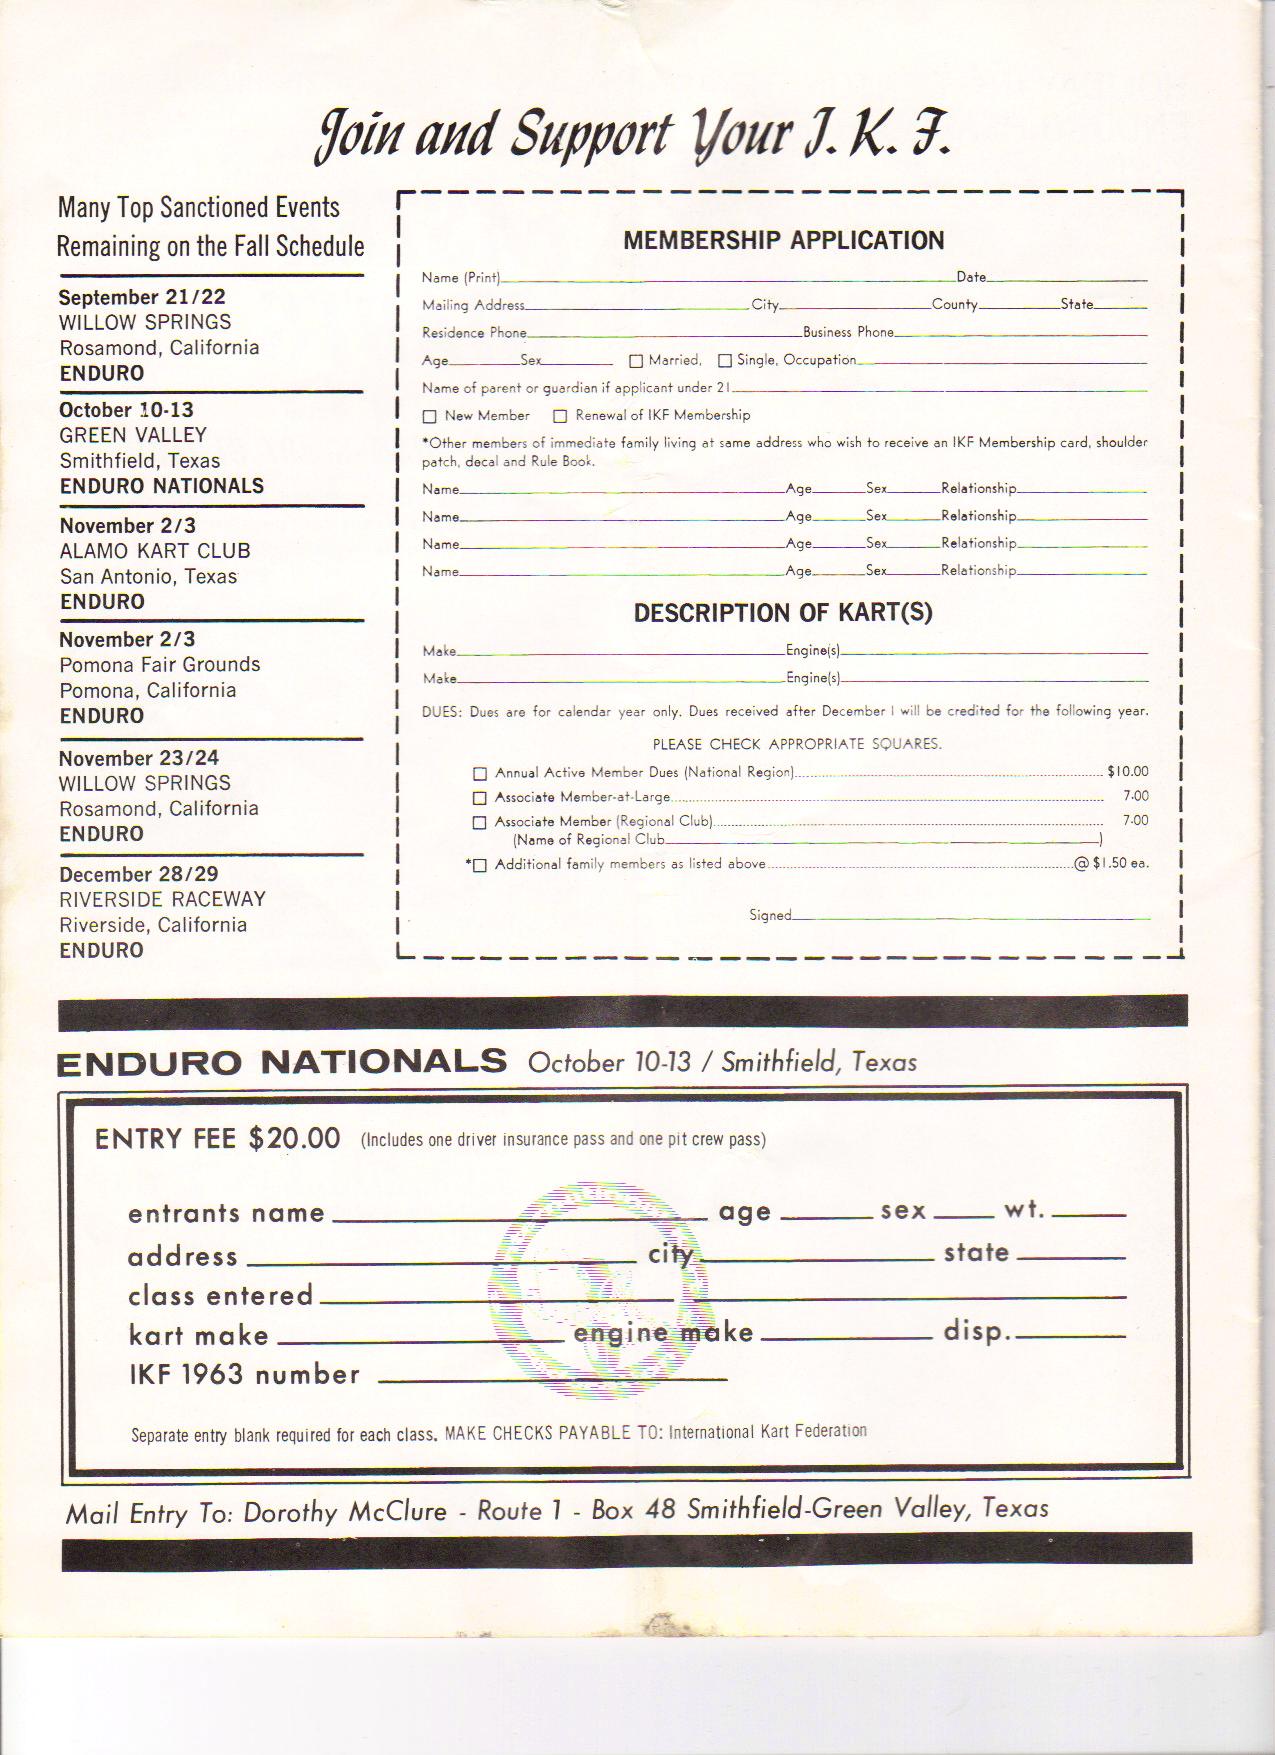 Join and Support Your I. K. F.
Many Top Sanctioned Events
Remaining on the Fall Schedule
September 21/22
WILLOW SPRINGS
Rosamond, California
ENDURO
October 10-13
GREEN VALLEY
Smithfield, Texas
ENDURO NATIONALS
November 2/3
ALAMO KART CLUB
San Antonio, Texas
ENDURO
November 2/3
Pomona Fair Grounds
Pomona, California
ENDURO
November 23/24
WILLOW SPRINGS
Rosamond, California
ENDURO
December 28/29
RIVERSIDE RACEWAY
Riverside, California
ENDURO
MEMBERSHIP APPLICATION
Name (Print) Date
Mailing Address City County State
Residence Phone Business Phone
Age Sex Married, Single, Occupation
Name of parent or guardian if applicant under 21
New Member Renewal of IKF Membership
*Other members of immediate family living at same address who wish to receive an IKF Membership card, shoulder
patch, decal and Rule Book.
Name Age Sex Relationship
Name Age Sex Relationship
Name Age Sex Relationship
Name Age Sex Relationship
DESCRIPTION OF KART(S)
Make Engine(s)
Make Engine(s)
DUES: Dues are for calendar year only. Dues received after December 1 will be credited for the following year.
PLEASE CHECK APPROPRIATE SQUARES.
Annual Active Member Dues (National Region) $10.00
Associate Member-at-Large 7.00
Associate Member (Regional Club) 7.00
(Name of Regional Club )
* Additional family members as listed above @ $1.50 ea.
Signed
ENDURO NATIONALS October 10-13 / Smithfield, Texas
ENTRY FEE $20.00 (Includes one driver insurance pass and one pit crew pass)
entrants name age sex wt.
address city state
class entered
kart make engine make disp.
IKF 1963 number
Separate entry blank required for each class. MAKE CHECKS PAYABLE TO: International Kart Federation
Mail Entry To: Dorothy McClure - Route 1 - Box 48 Smithfield-Green Valley, Texas